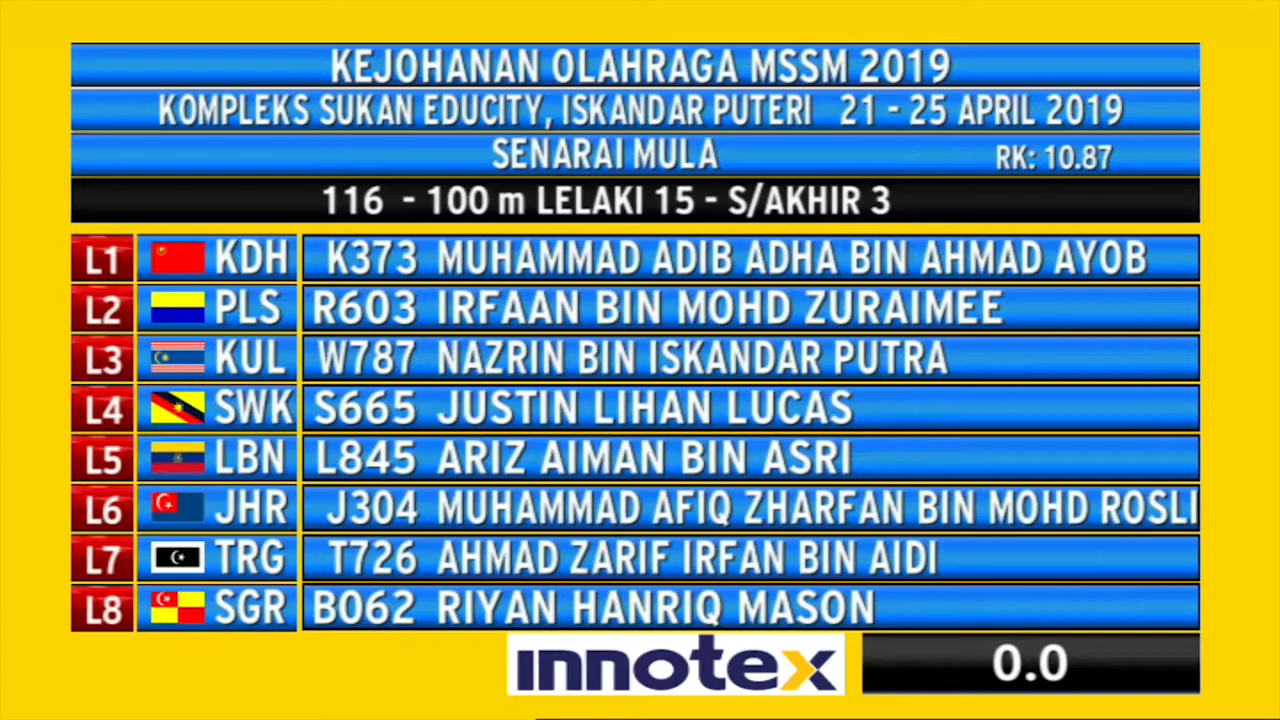 KEJOHANAN OLAHRAGA MSSM 2019
KOMPLEKS SUKAN EDUCITY, ISKANDAR PUTERI 21 - 25 APRIL 2019
SENARAI MULA RK: 10.87
116 - 100 m LELAKI 15 - S/AKHIR 3
L1 KDH K373 MUHAMMAD ADIB ADHA BIN AHMAD AYOB
L2 PLS R603 IRFAAN BIN MOHD ZURAIMEE
L3 KUL W787 NAZRIN BIN ISKANDAR PUTRA
L4 SWK S665 JUSTIN LIHAN LUCAS
L5 LBN L845 ARIZ AIMAN BIN ASRI
L6 JHR J304 MUHAMMAD AFIQ ZHARFAN BIN MOHD ROSLI
L7 TRG T726 AHMAD ZARIF IRFAN BIN AIDI
L8 SGR B062 RIYAN HANRIQ MASON
innotex 0.0